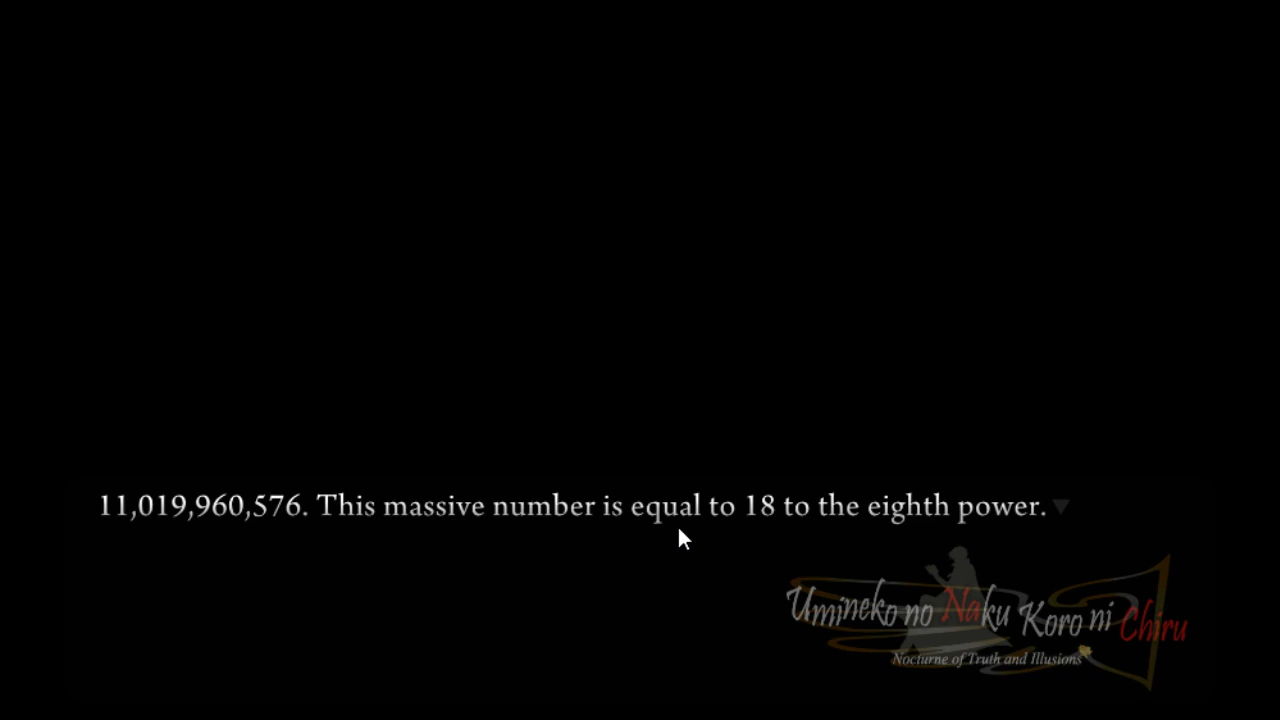 11,019,960,576. This massive number is equal to 18 to the eighth power.
Umineko no Naku Koro ni Chiru
Nocturne of Truth and Illusions